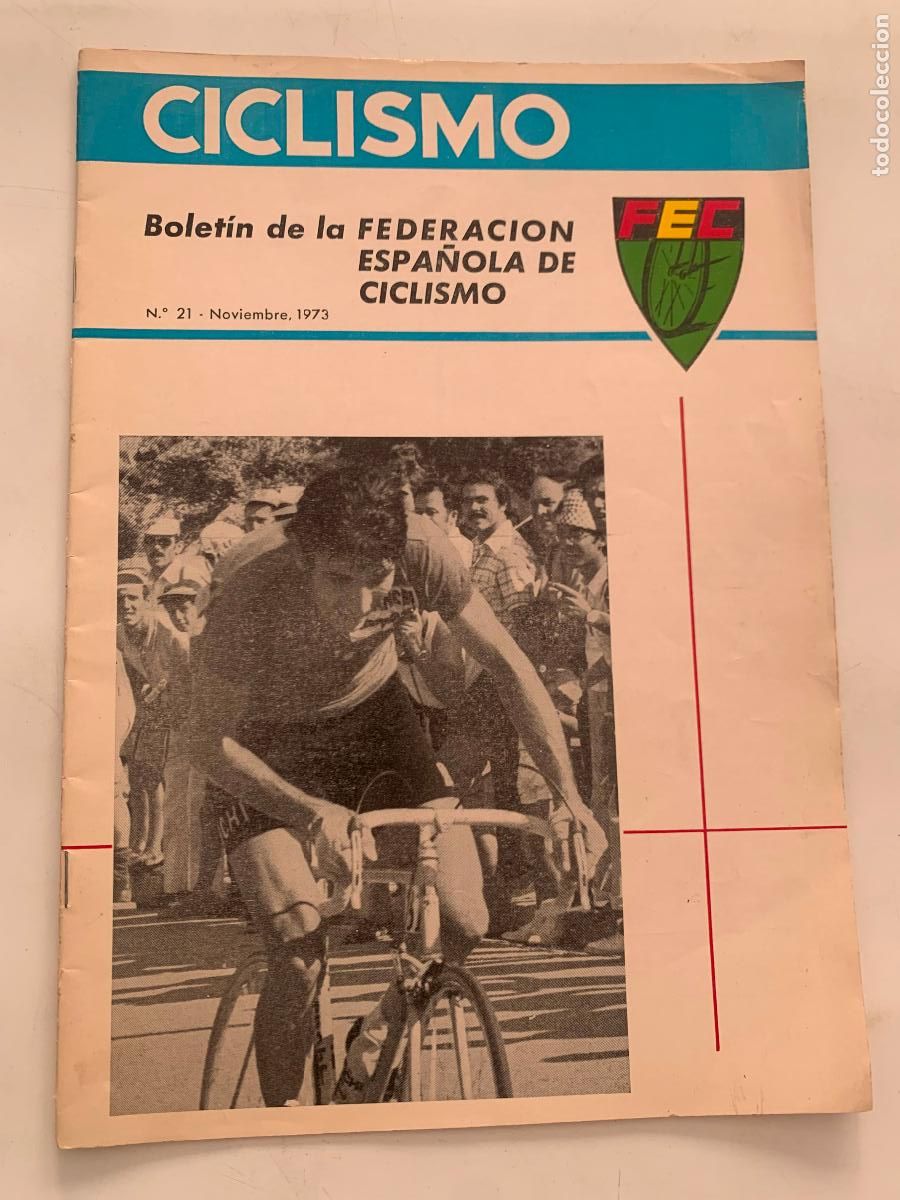 CICLISMO
Boletín de la FEDERACION
ESPAÑOLA DE
CICLISMO
N.º 21 - Noviembre, 1973
FEC
todocoleccion